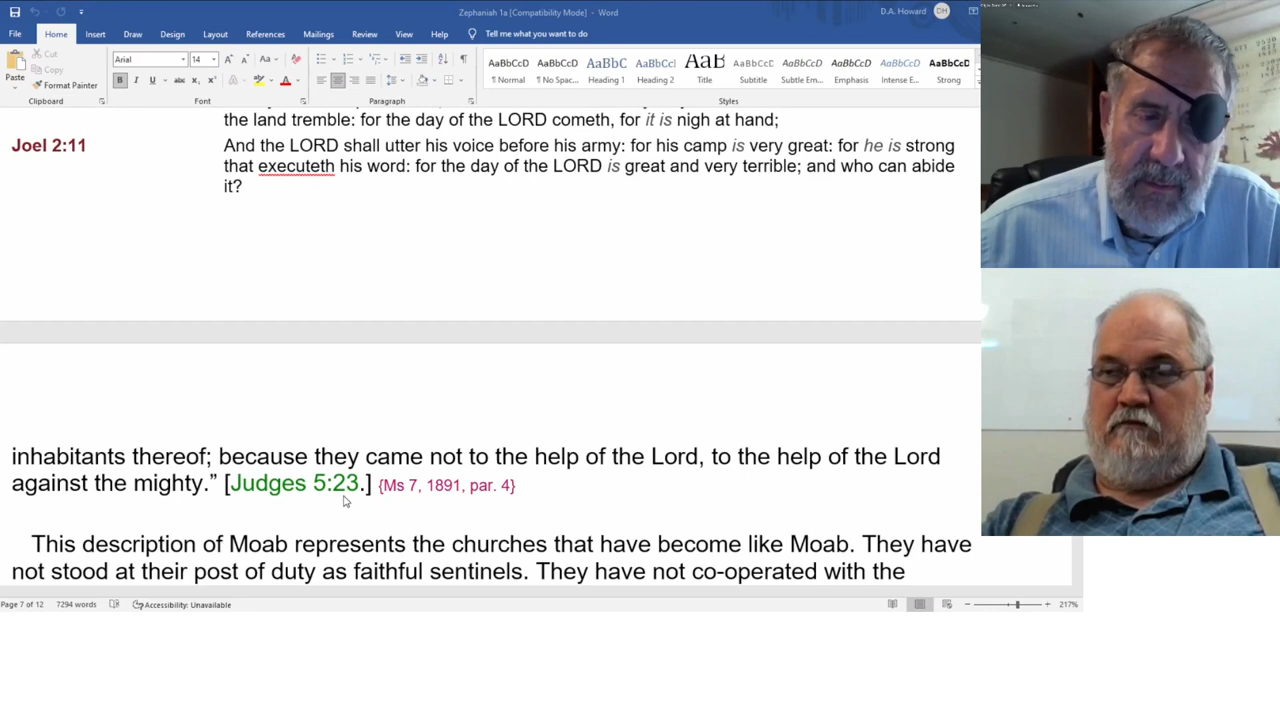 Zephaniah 1a [Compatibility Mode] - Word
D.A. Howard DH
File Home Insert Draw Design Layout References Mailings Review View Help Tell me what you want to do
Paste
Cut
Copy
Format Painter
Clipboard
Arial 14
Font
Paragraph
AaBbCcD AaBbCcD AaBbC AaBbCcI AaB AaBbCcD AaBbCcD AaBbCcD AaBbCcD AaBbCcD
¶ Normal ¶ No Spac... Heading 1 Heading 2 Title Subtitle Subtle Em... Emphasis Intense E... Strong
Styles
the land tremble: for the day of the LORD cometh, for it is nigh at hand;
Joel 2:11 And the LORD shall utter his voice before his army: for his camp is very great: for he is strong
that executeth his word: for the day of the LORD is great and very terrible; and who can abide
it?
inhabitants thereof; because they came not to the help of the Lord, to the help of the Lord
against the mighty.” [Judges 5:23.] {Ms 7, 1891, par. 4}
This description of Moab represents the churches that have become like Moab. They have
not stood at their post of duty as faithful sentinels. They have not co-operated with the
Page 7 of 12 7294 words Accessibility: Unavailable 217%